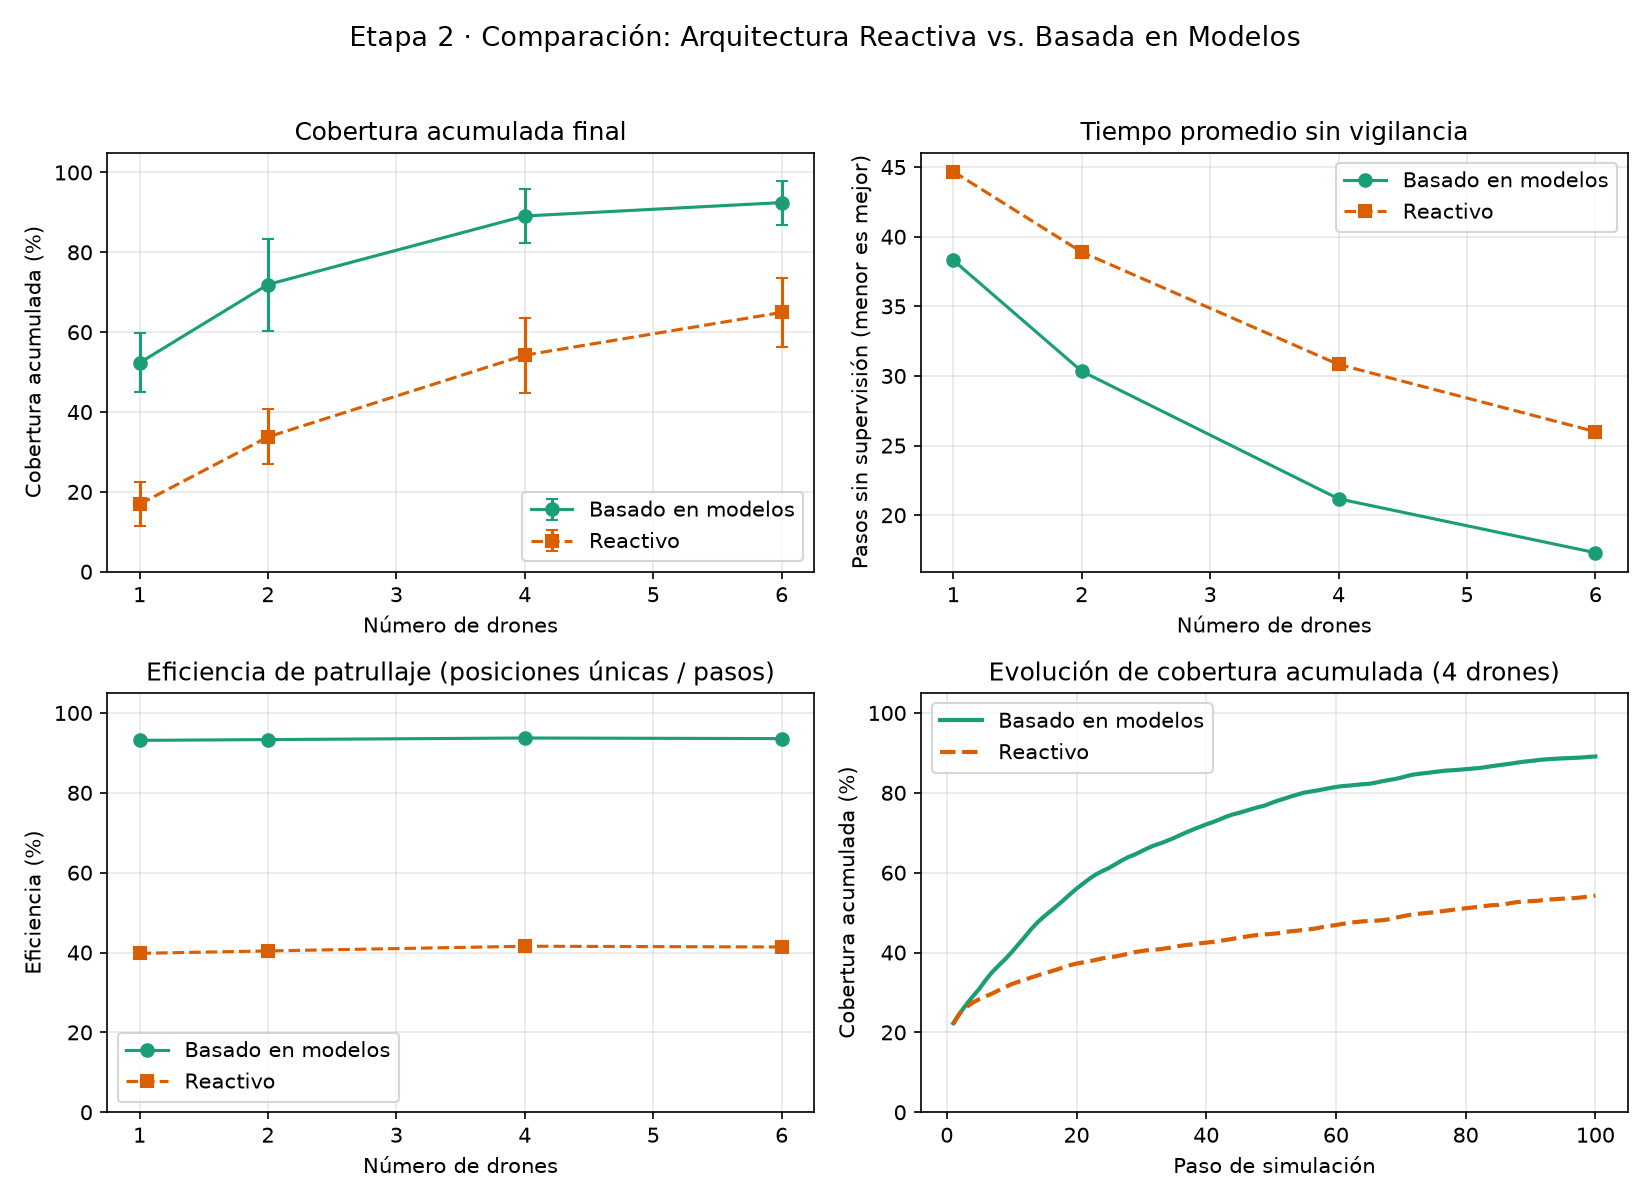 Etapa 2 · Comparación: Arquitectura Reactiva vs. Basada en Modelos
Cobertura acumulada final
Cobertura acumulada (%)
100
80
60
40
20
0
1
2
3
4
5
6
Número de drones
Basado en modelos
Reactivo
Tiempo promedio sin vigilancia
Pasos sin supervisión (menor es mejor)
45
40
35
30
25
20
1
2
3
4
5
6
Número de drones
Basado en modelos
Reactivo
Eficiencia de patrullaje (posiciones únicas / pasos)
Eficiencia (%)
100
80
60
40
20
0
1
2
3
4
5
6
Número de drones
Basado en modelos
Reactivo
Evolución de cobertura acumulada (4 drones)
Cobertura acumulada (%)
100
80
60
40
20
0
0
20
40
60
80
100
Paso de simulación
Basado en modelos
Reactivo